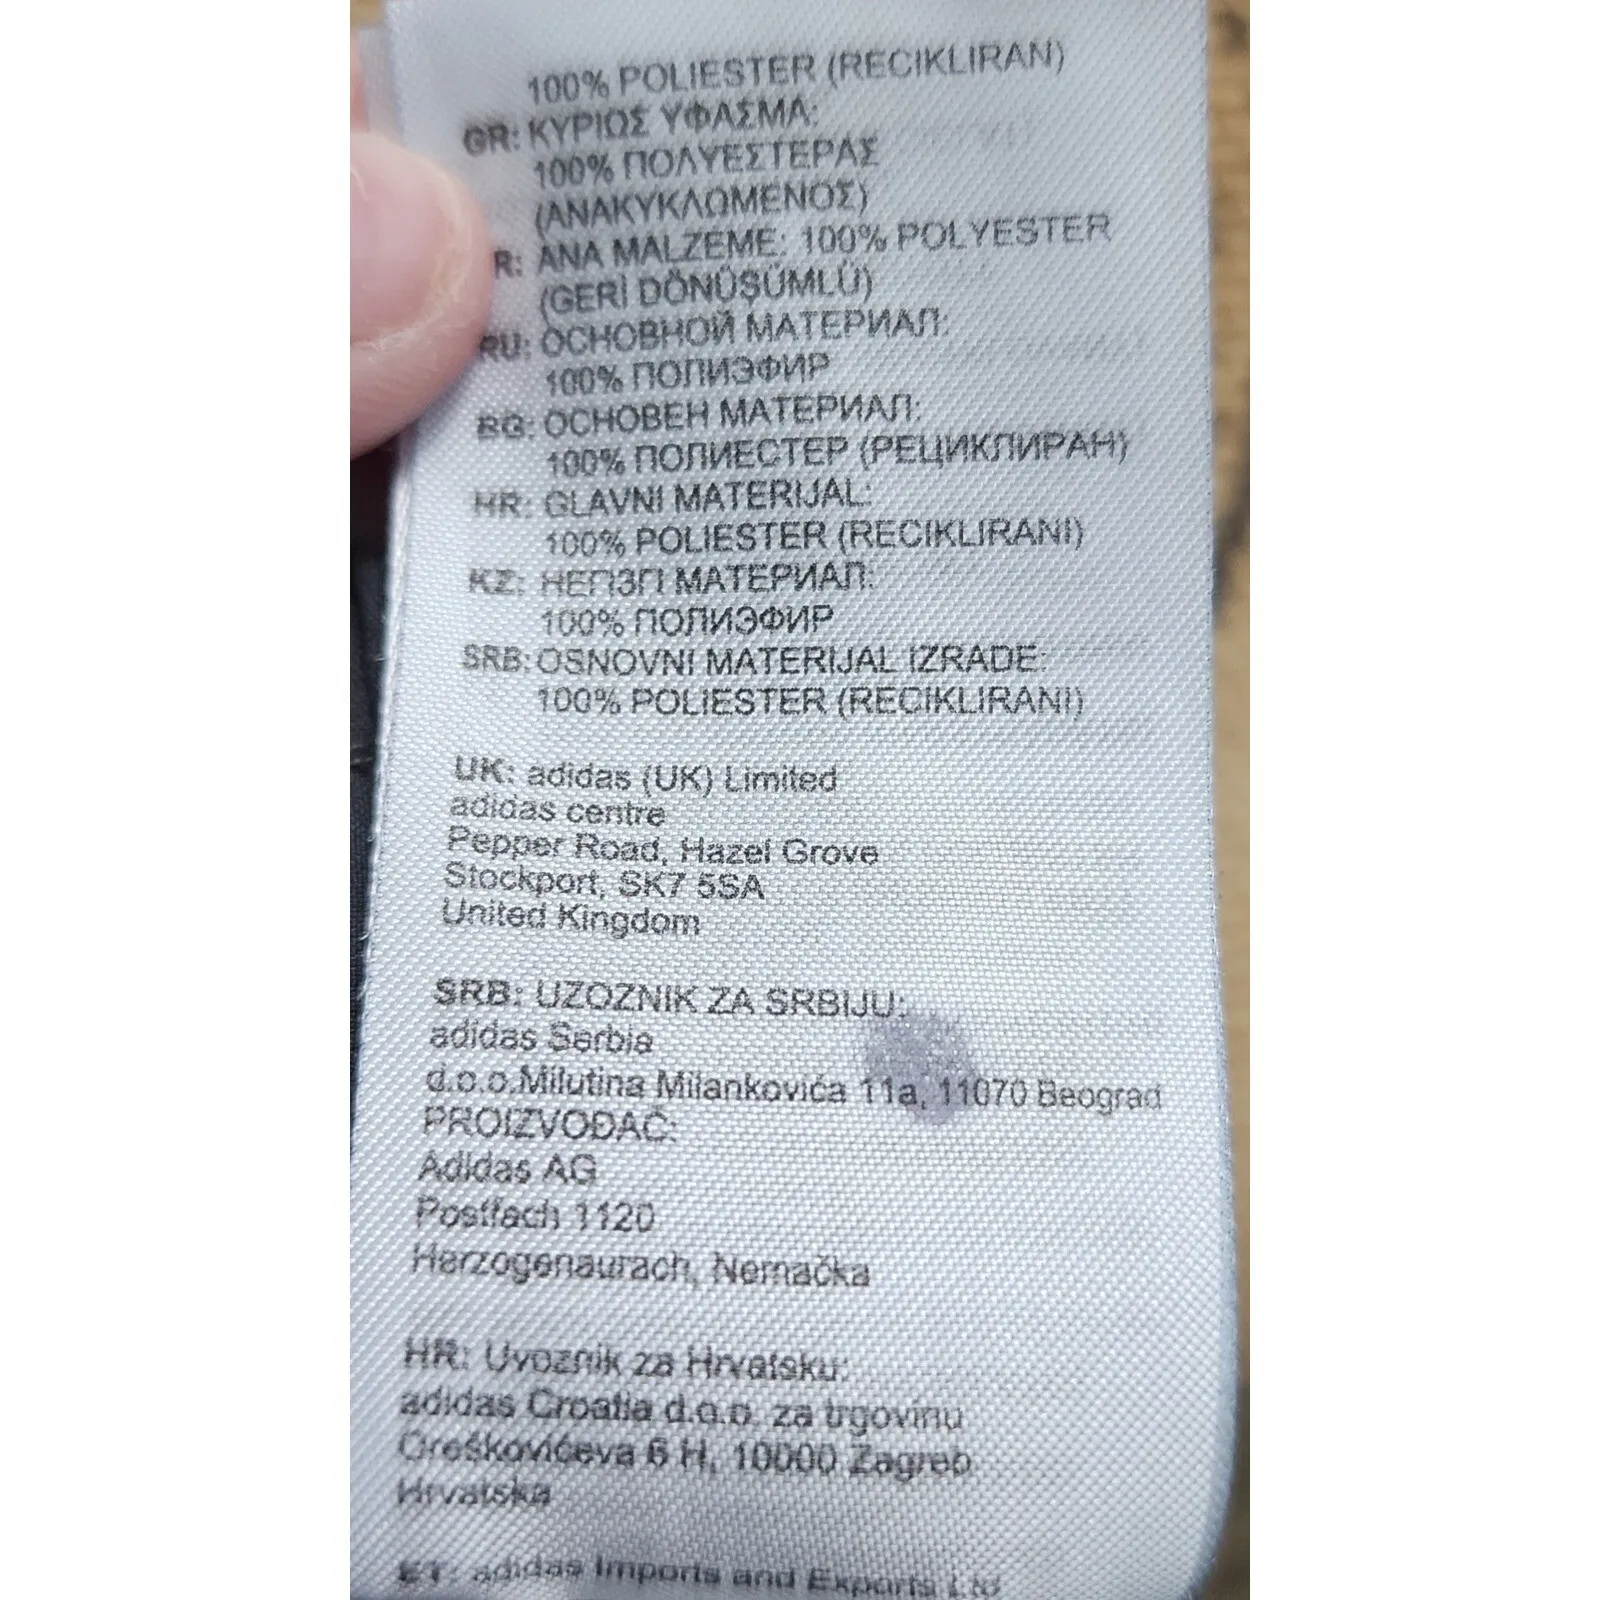 100% POLIESTER (RECIKLIRAN)
GR: ΚΥΡΙΩΣ ΥΦΑΣΜΑ:
100% ΠΟΛΥΕΣΤΕΡΑΣ
(ΑΝΑΚΥΚΛΩΜΕΝΟΣ)
R: ANA MALZEME: 100% POLYESTER
(GERİ DÖNÜŞÜMLÜ)
RU: ОСНОВНОЙ МАТЕРИАЛ:
100% ПОЛИЭФИР
BG: ОСНОВЕН МАТЕРИАЛ:
100% ПОЛИЕСТЕР (РЕЦИКЛИРАН)
HR: GLAVNI MATERIJAL:
100% POLIESTER (RECIKLIRANI)
KZ: НЕГІЗГІ МАТЕРИАЛ:
100% ПОЛИЭФИР
SRB: OSNOVNI MATERIJAL IZRADE:
100% POLIESTER (RECIKLIRANI)
UK: adidas (UK) Limited
adidas centre
Pepper Road, Hazel Grove
Stockport, SK7 5SA
United Kingdom
SRB: UZOZNIK ZA SRBIJU:
adidas Serbia
d.o.o.Milutina Milankovića 11a, 11070 Beograd
PROIZVOĐAČ:
Adidas AG
Postfach 1120
Herzogenaurach, Nemačka
HR: Uvoznik za Hrvatsku:
adidas Croatia d.o.o. za trgovinu
Oreškovićeva 6 H, 10000 Zagreb
Hrvatska
adidas Imports and Exports Ltd